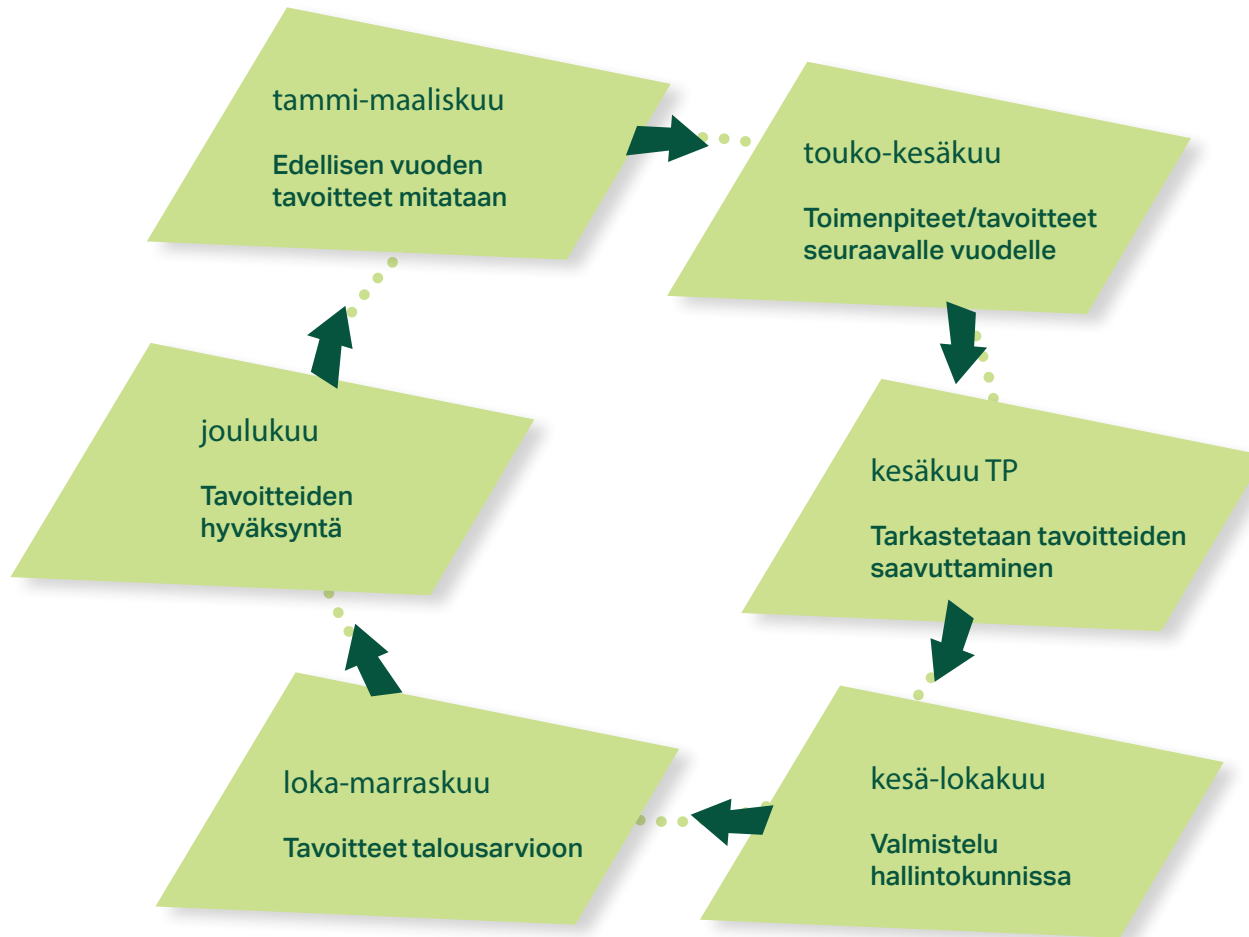 tammi-maaliskuu
Edellisen vuoden
tavoitteet mitataan
touko-kesäkuu
Toimenpiteet/tavoitteet
seuraavalle vuodelle
kesäkuu TP
Tarkastetaan tavoitteiden
saavuttaminen
kesä-lokakuu
Valmistelu
hallintokunnissa
loka-marraskuu
Tavoitteet talousarvioon
joulukuu
Tavoitteiden
hyväksyntä